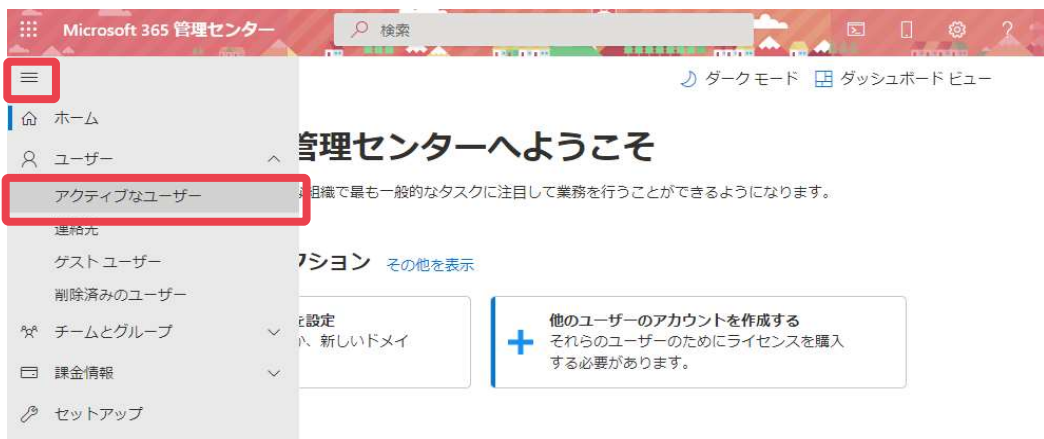 Microsoft 365 管理センター
検索
ダーク モード
ダッシュボード ビュー
ホーム
管理センターへようこそ
ユーザー
アクティブなユーザー
組織で最も一般的なタスクに注目して業務を行うことができるようになります。
連絡先
ゲスト ユーザー
クション その他を表示
削除済みのユーザー
を設定
か、新しいドメイ
他のユーザーのアカウントを作成する
それらのユーザーのためにライセンスを購入
する必要があります。
チームとグループ
課金情報
セットアップ